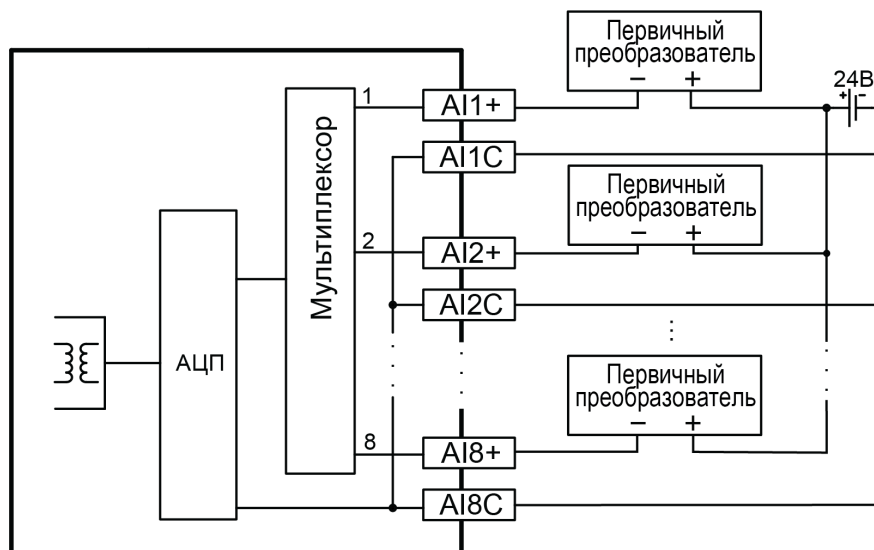 Первичный
преобразователь
− +
24В
+ -
1
AI1+
AI1C
Мультиплексор
Первичный
преобразователь
− +
2
AI2+
AI2C
АЦП
Первичный
преобразователь
− +
8
AI8+
AI8C